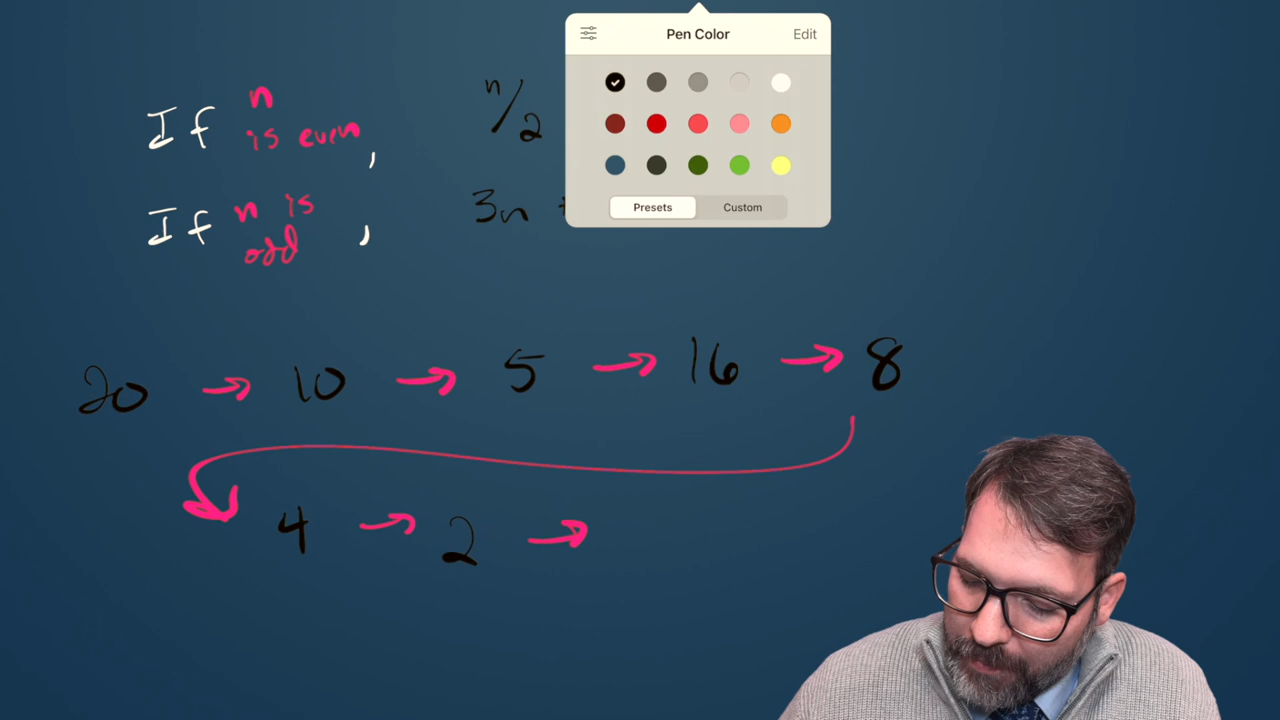 Pen Color Edit
If n is even, n/2
If n is odd, 3n +
Presets Custom
20 → 10 → 5 → 16 → 8
4 → 2 →